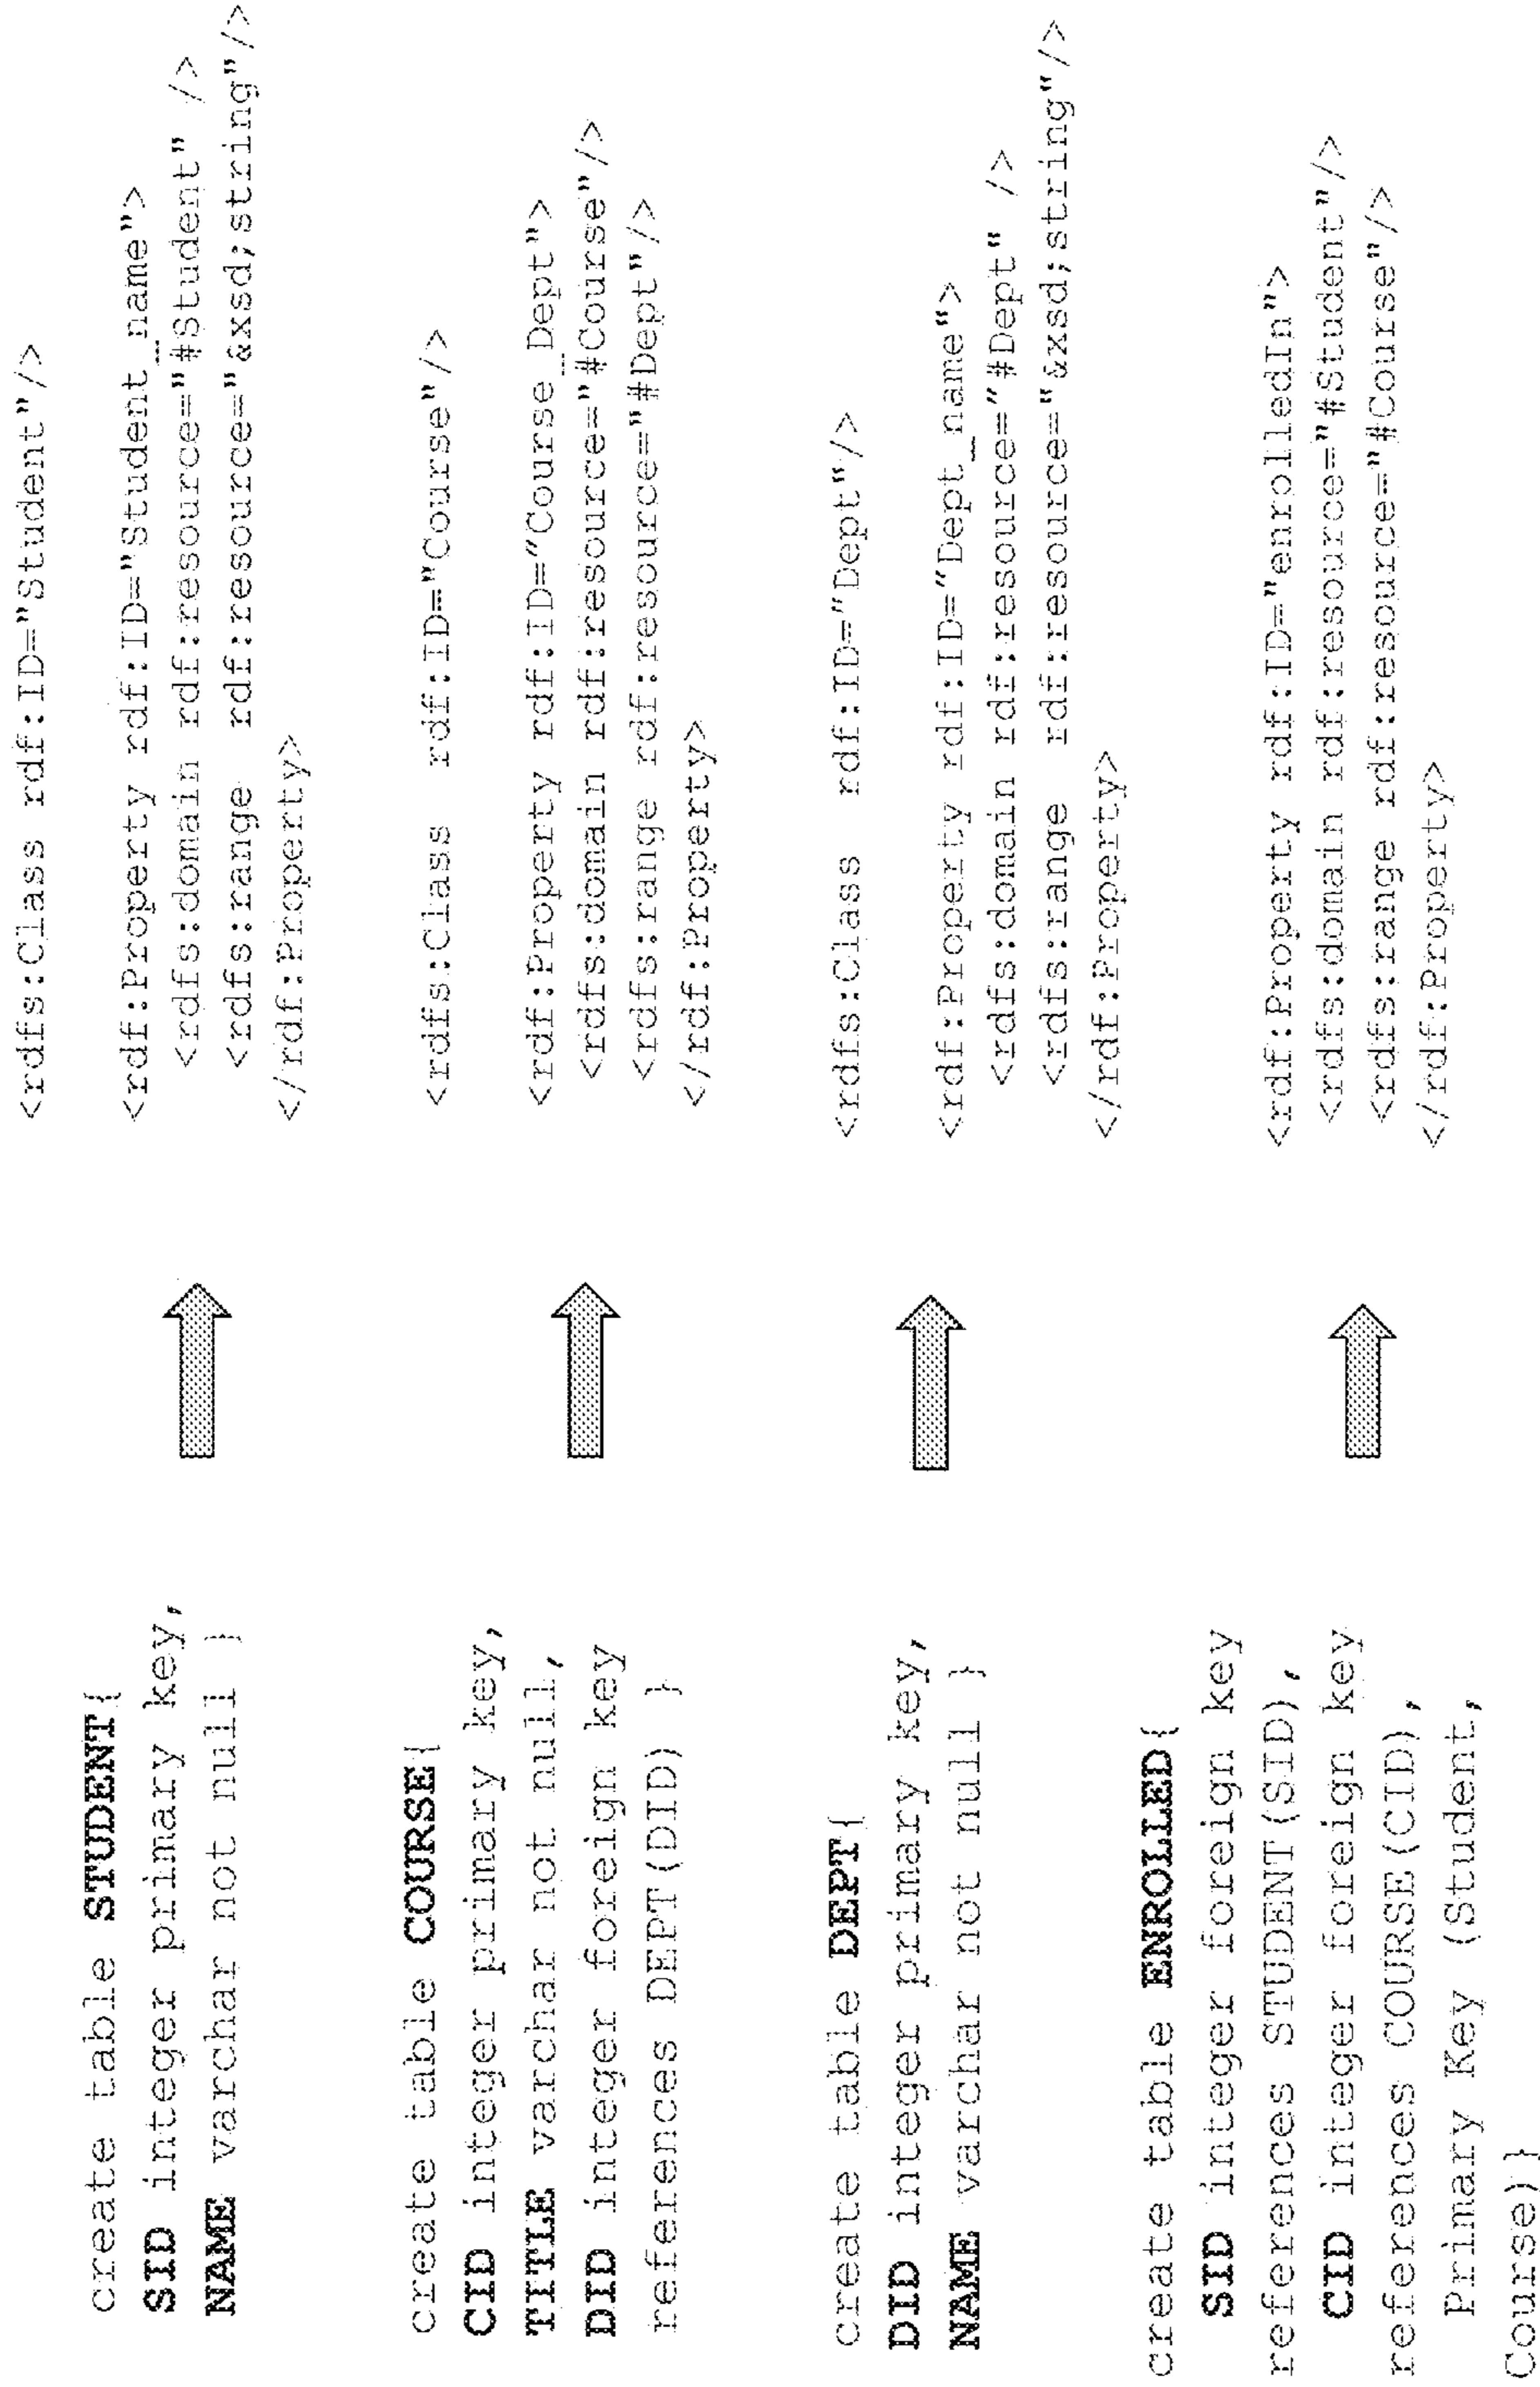 create table STUDENT{
SID integer primary key,
NAME varchar not null }
<rdfs:Class rdf:ID="Student"/>
<rdf:Property rdf:ID="Student_name">
<rdfs:domain rdf:resource="#Student" />
<rdfs:range rdf:resource="&xsd;string"/>
</rdf:Property>
create table COURSE{
CID integer primary key,
TITLE varchar not null,
DID integer foreign key
references DEPT(DID) }
<rdfs:Class rdf:ID="Course"/>
<rdf:Property rdf:ID="Course_Dept">
<rdfs:domain rdf:resource="#Course"/>
<rdfs:range rdf:resource="#Dept"/>
</rdf:Property>
create table DEPT{
DID integer primary key,
NAME varchar not null }
<rdfs:Class rdf:ID="Dept"/>
<rdf:Property rdf:ID="Dept_name">
<rdfs:domain rdf:resource="#Dept" />
<rdfs:range rdf:resource="&xsd;string"/>
</rdf:Property>
create table ENROLLED{
SID integer foreign key
references STUDENT(SID),
CID integer foreign key
references COURSE(CID),
Primary Key (Student,
Course)}
<rdf:Property rdf:ID="enrolledIn">
<rdfs:domain rdf:resource="#Student"/>
<rdfs:range rdf:resource="#Course"/>
</rdf:Property>